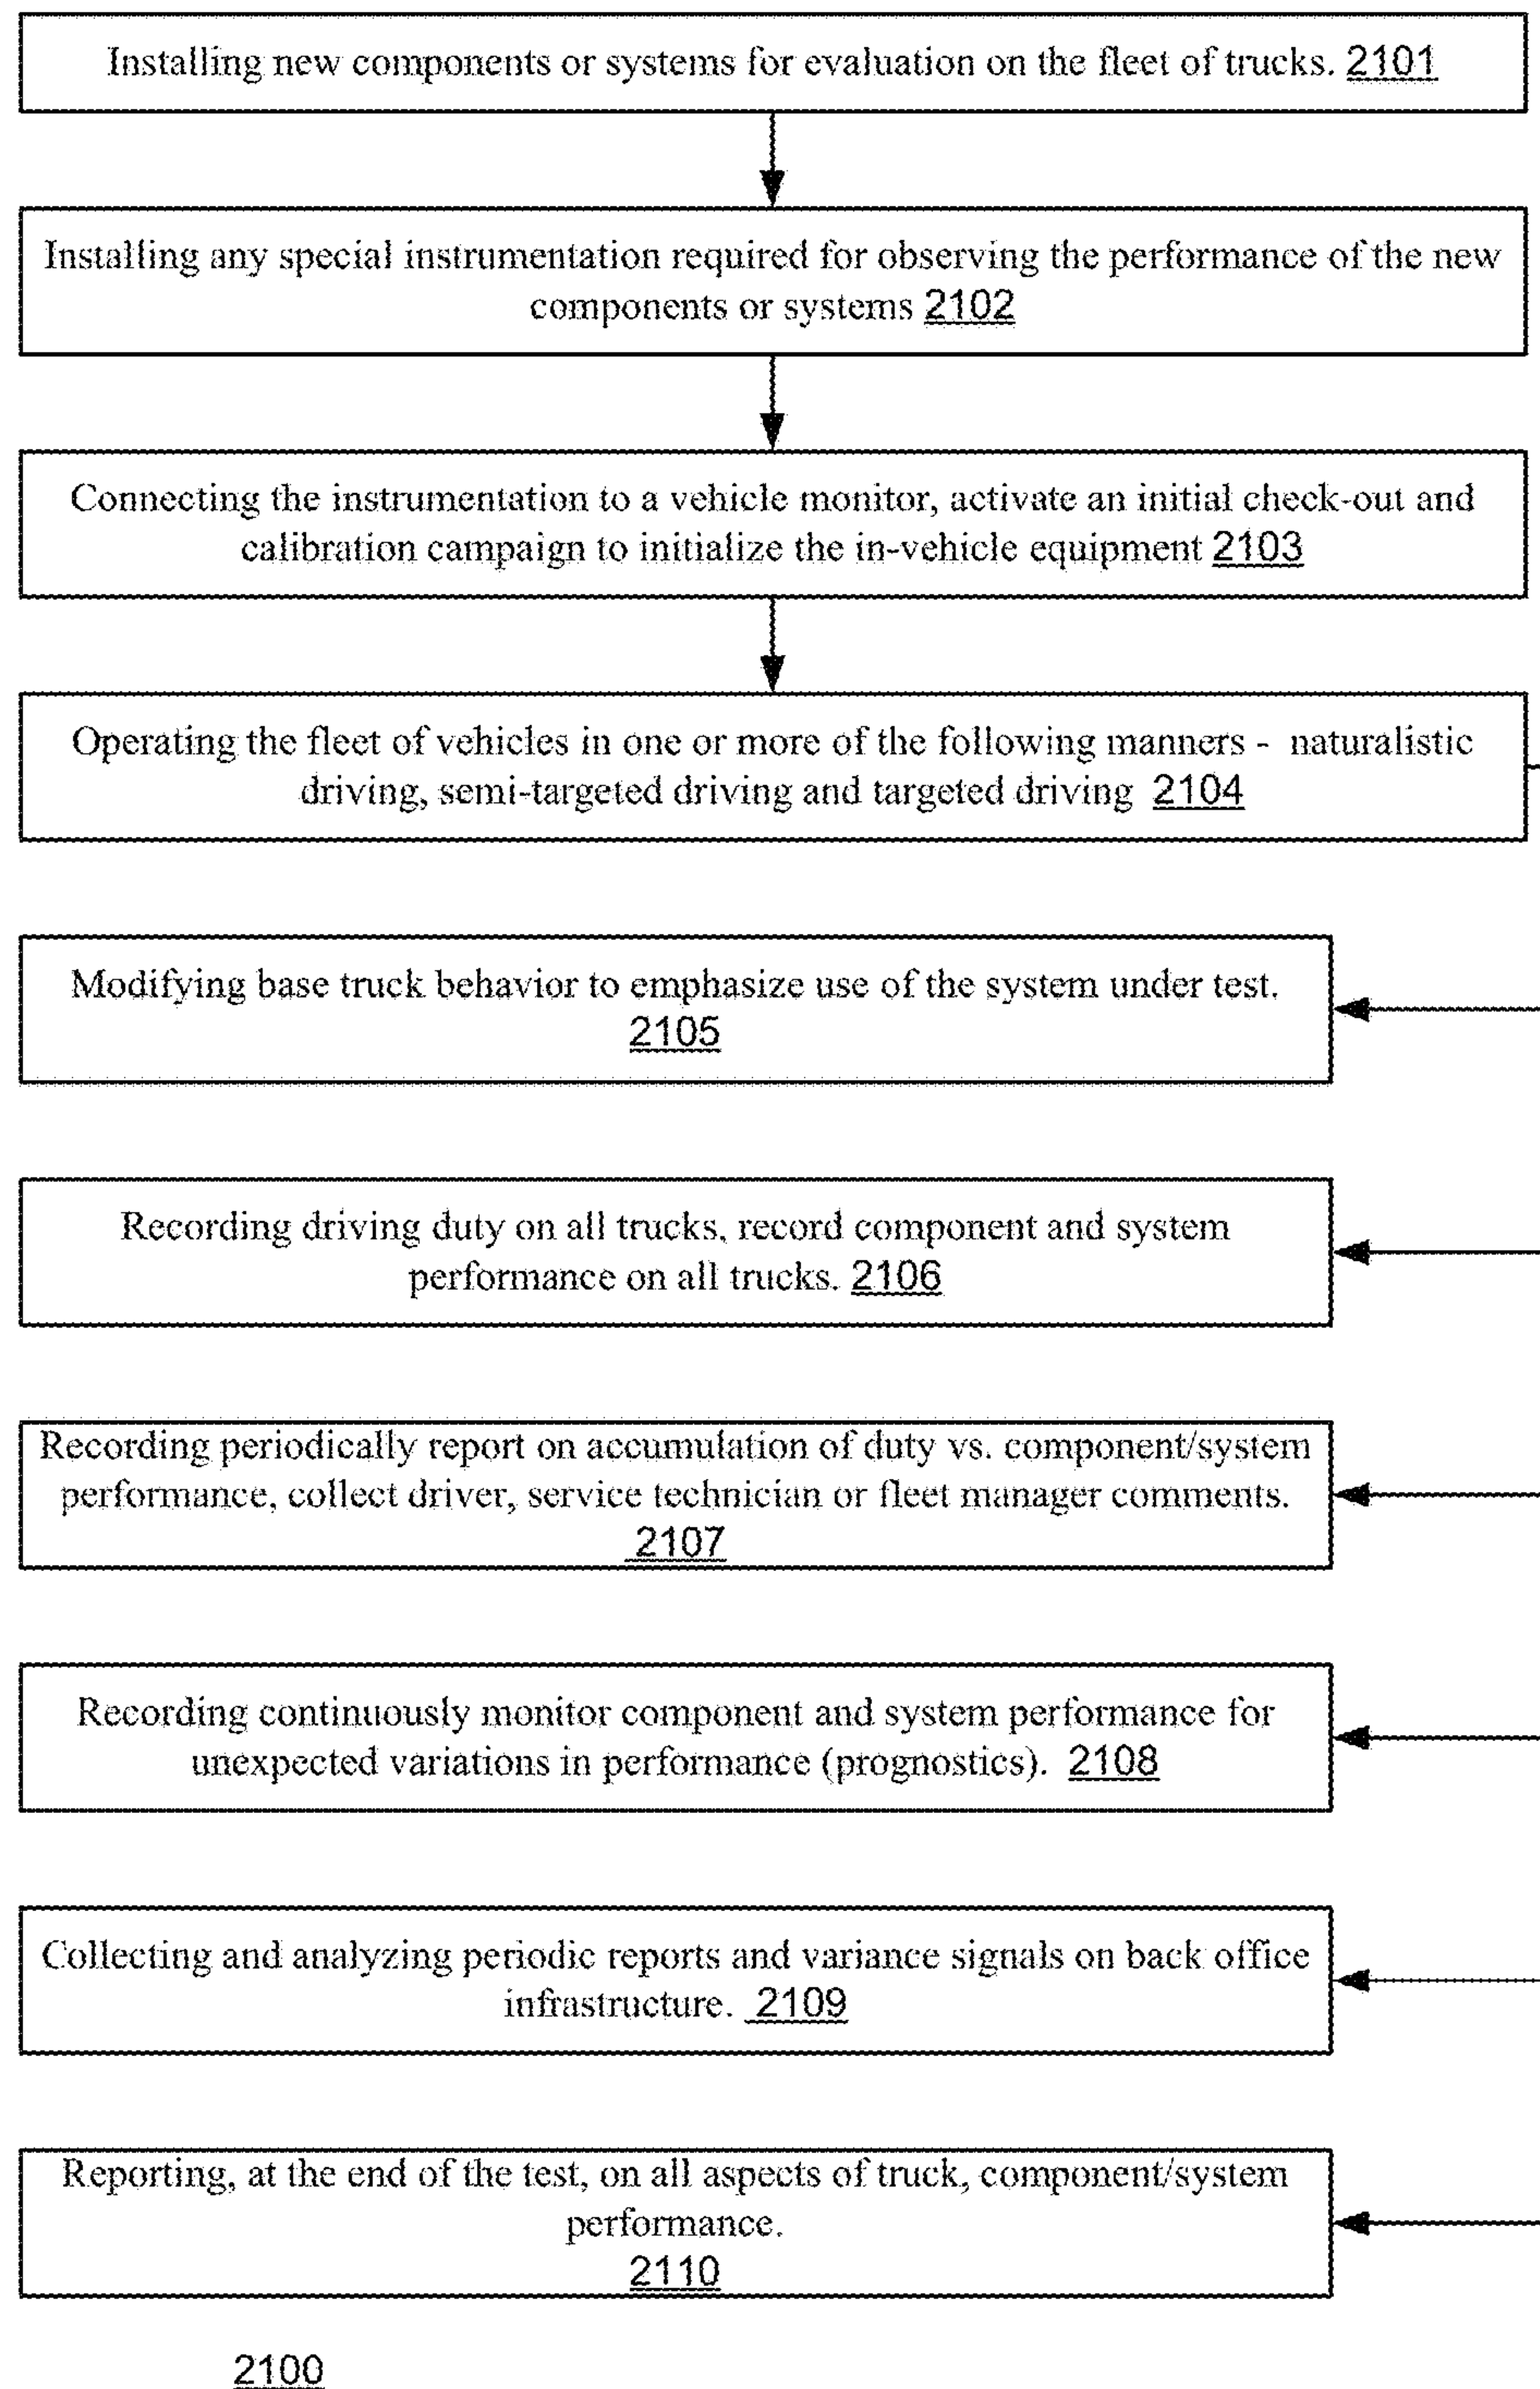 Installing new components or systems for evaluation on the fleet of trucks. 2101
Installing any special instrumentation required for observing the performance of the new
components or systems 2102
Connecting the instrumentation to a vehicle monitor, activate an initial check-out and
calibration campaign to initialize the in-vehicle equipment 2103
Operating the fleet of vehicles in one or more of the following manners - naturalistic
driving, semi-targeted driving and targeted driving 2104
Modifying base truck behavior to emphasize use of the system under test.
2105
Recording driving duty on all trucks, record component and system
performance on all trucks. 2106
Recording periodically report on accumulation of duty vs. component/system
performance, collect driver, service technician or fleet manager comments.
2107
Recording continuously monitor component and system performance for
unexpected variations in performance (prognostics). 2108
Collecting and analyzing periodic reports and variance signals on back office
infrastructure. 2109
Reporting, at the end of the test, on all aspects of truck, component/system
performance.
2110
2100